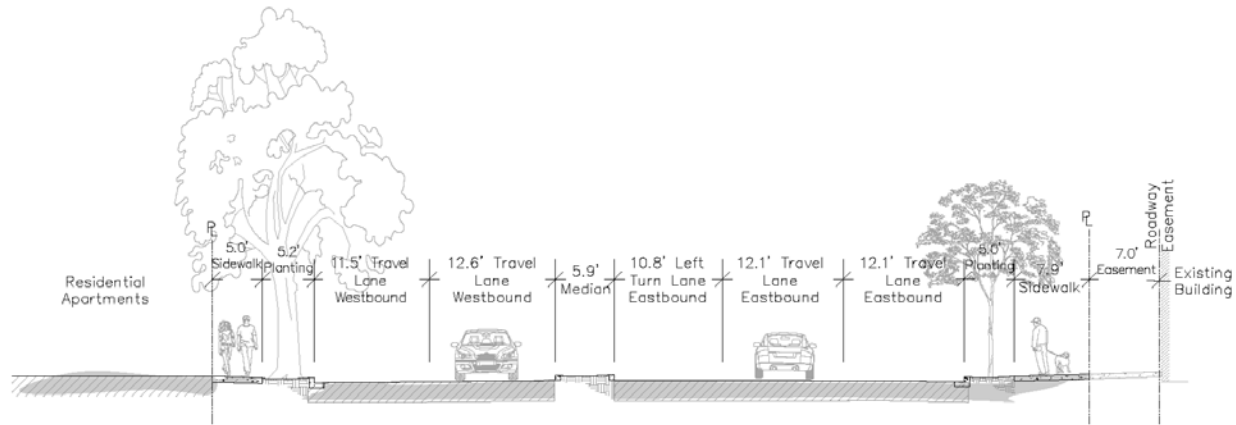 Residential
Apartments
PL
5.0'
Sidewalk
5.2'
Planting
11.5' Travel
Lane
Westbound
12.6' Travel
Lane
Westbound
5.9'
Median
10.8' Left
Turn Lane
Eastbound
12.1' Travel
Lane
Eastbound
12.1' Travel
Lane
Eastbound
5.0'
Planting
7.9'
Sidewalk
PL
7.0'
Easement
Roadway
Easement
Existing
Building